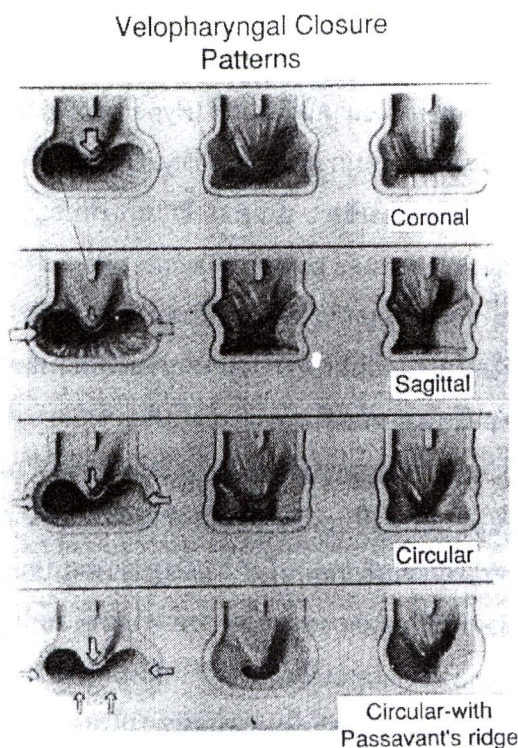 Velopharyngal Closure
Patterns
Coronal
Sagittal
Circular
Circular-with
Passavant's ridge